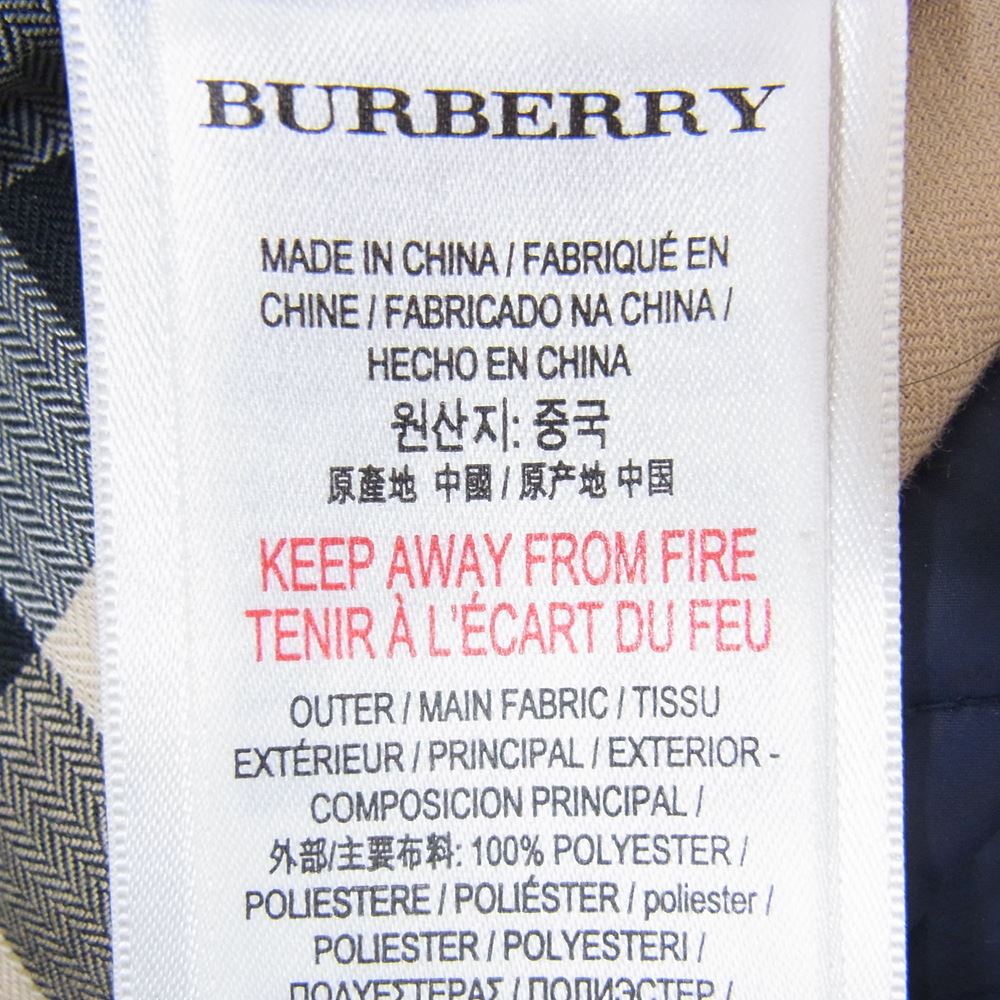 BURBERRY
MADE IN CHINA / FABRIQUÉ EN
CHINE / FABRICADO NA CHINA /
HECHO EN CHINA
원산지: 중국
原產地 中國 / 原产地 中国
KEEP AWAY FROM FIRE
TENIR À L'ÉCART DU FEU
OUTER / MAIN FABRIC / TISSU
EXTÉRIEUR / PRINCIPAL / EXTERIOR -
COMPOSICION PRINCIPAL /
外部/主要布料: 100% POLYESTER /
POLIESTERE / POLIÉSTER / poliester /
POLIESTER / POLYESTERI /
ΠΟΛΥΕΣΤΕΡΑΣ / ПОЛИЭСТЕР /